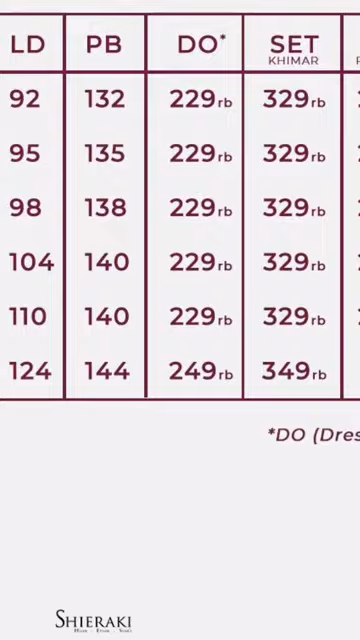 LD PB DO* SET
KHIMAR
92 132 229rb 329rb
95 135 229rb 329rb
98 138 229rb 329rb
104 140 229rb 329rb
110 140 229rb 329rb
124 144 249rb 349rb
*DO (Dres
SHIERAKI